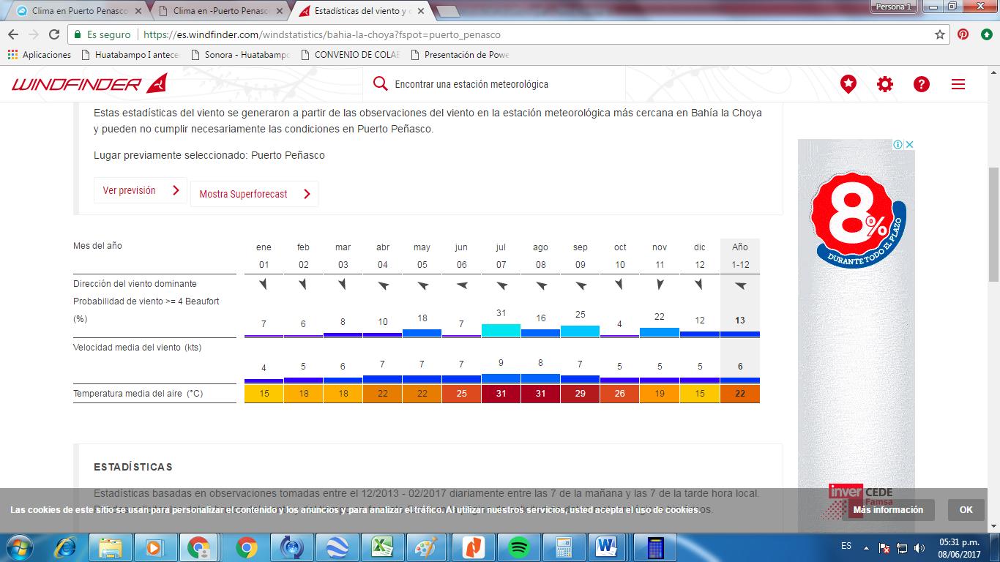 Clima en Puerto Penasco
Clima en -Puerto Penasco
Estadísticas del viento y c
Persona 1
Es seguro
https://es.windfinder.com/windstatistics/bahia-la-choya?fspot=puerto_penasco
Aplicaciones
Huatabampo I antece
Sonora - Huatabampo
CONVENIO DE COLAE
Presentación de Powe
WINDFINDER
Encontrar una estación meteorológica
Estas estadísticas del viento se generaron a partir de las observaciones del viento en la estación meteorológica más cercana en Bahía la Choya
y pueden no cumplir necesariamente las condiciones en Puerto Peñasco.
Lugar previamente seleccionado: Puerto Peñasco
Ver previsión
Mostra Superforecast
8%
DURANTE TODO EL PLAZO
Mes del año ene feb mar abr may jun jul ago sep oct nov dic Año
01 02 03 04 05 06 07 08 09 10 11 12 1-12
Dirección del viento dominante
Probabilidad de viento >= 4 Beaufort
(%) 7 6 8 10 18 7 31 16 25 4 22 12 13
Velocidad media del viento (kts)
4 5 6 7 7 7 9 8 7 5 5 5 6
Temperatura media del aire (°C) 15 18 18 22 22 25 31 31 29 26 19 15 22
ESTADÍSTICAS
Estadísticas basadas en observaciones tomadas entre el 12/2013 - 02/2017 diariamente entre las 7 de la mañana y las 7 de la tarde hora local.
inver CEDE
Famsa
Las cookies de este sitio se usan para personalizar el contenido y los anuncios y para analizar el tráfico. Al utilizar nuestros servicios, usted acepta el uso de cookies.
Más información
OK
ES
05:31 p.m.
08/06/2017